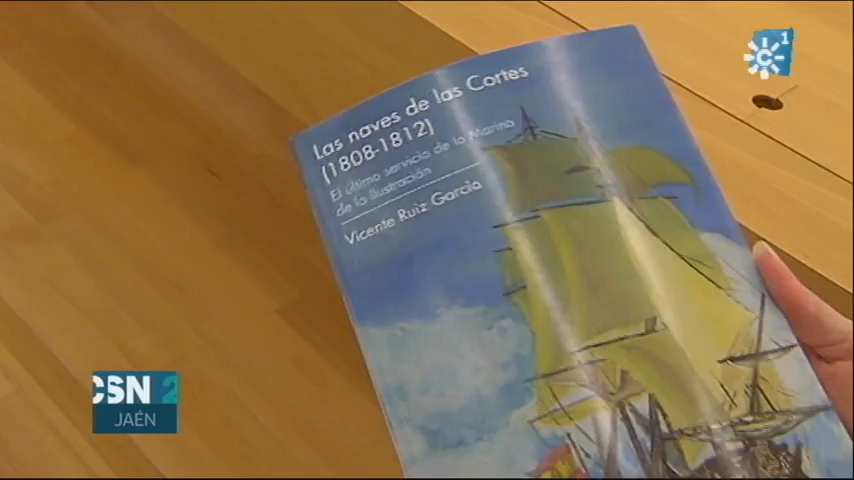 Las naves de las Cortes
(1808-1812)
El último servicio de la Marina
de la Ilustración
Vicente Ruiz García
1
CSN 2
JAÉN